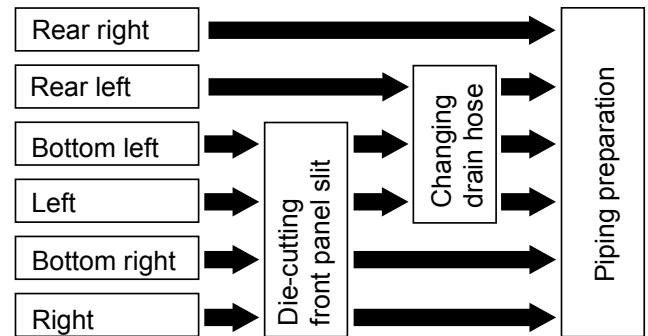 Rear right
Rear left
Bottom left
Left
Bottom right
Right
Die-cutting
front panel slit
Changing
drain hose
Piping preparation